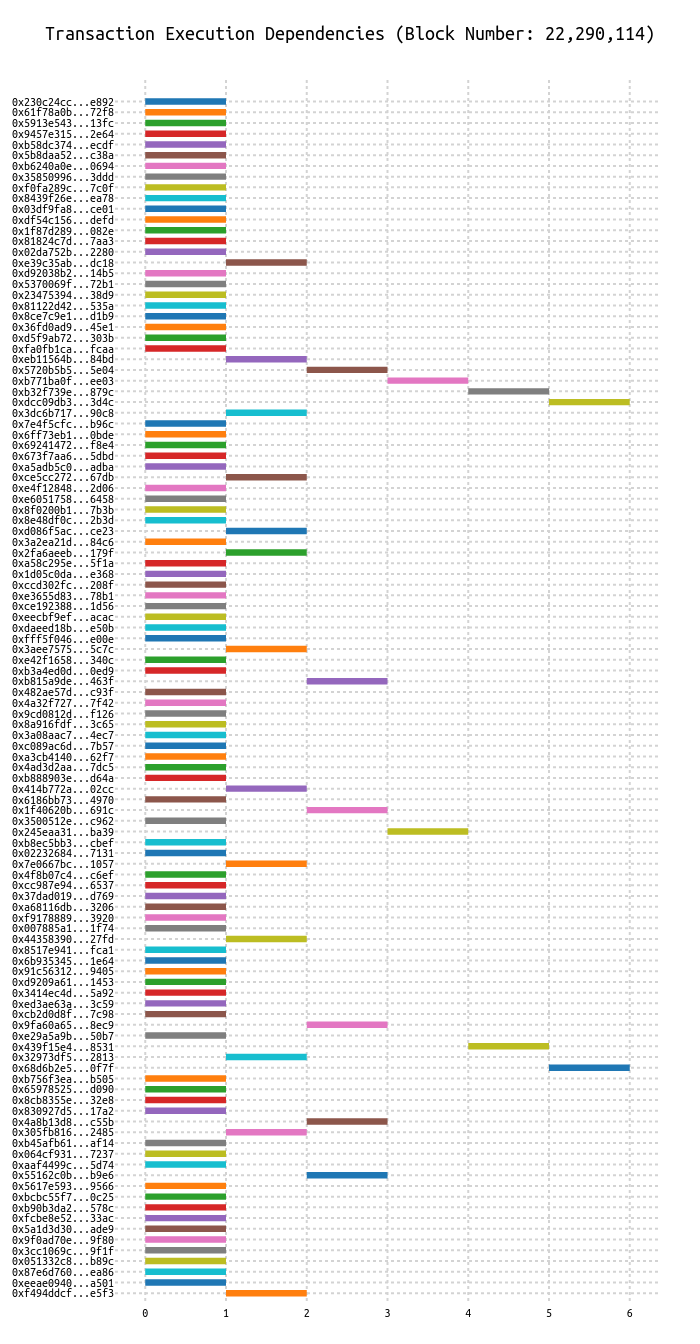 Transaction Execution Dependencies (Block Number: 22,290,114)
0x230c24cc...e892
0x61f78a0b...72f8
0x5913e543...13fc
0x9457e315...2e64
0xb58dc374...ecdf
0x5b8daa52...c38a
0xb6240a0e...0694
0x35850996...3ddd
0xf0fa289c...7c0f
0x8439f26e...ea78
0x03df9fa8...ce01
0xdf54c156...defd
0x1f87d289...082e
0x81824c7d...7aa3
0x02da752b...2280
0xe39c35ab...dc18
0xd92038b2...14b5
0x5370069f...72b1
0x23475394...38d9
0x81122d42...535a
0x8ce7c9e1...d1b9
0x36fd0ad9...45e1
0xd5f9ab72...303b
0xfa0fb1ca...fcaa
0xeb11564b...84bd
0x5720b5b5...5e04
0xb771ba0f...ee03
0xb32f739e...879c
0xdcc09db3...3d4c
0x3dc6b717...90c8
0x7e4f5cfc...b96c
0x6ff73eb1...0bde
0x69241472...f8e4
0x673f7aa6...5dbd
0xa5adb5c0...adba
0xce5cc272...67db
0xe4f12848...2d06
0xe6051758...6458
0x8f0200b1...7b3b
0x8e48df0c...2b3d
0xd086f5ac...ce23
0x3a2ea21d...84c6
0x2fa6aeeb...179f
0xa58c295e...5f1a
0x1d05c0da...e368
0xccd302fc...208f
0xe3655d83...78b1
0xce192388...1d56
0xeecbf9ef...acac
0xdaeed18b...e50b
0xfff5f046...e00e
0x3aee7575...5c7c
0xe42f1658...340c
0xb3a4ed0d...0ed9
0xb815a9de...463f
0x482ae57d...c93f
0x4a32f727...7f42
0x9cd0812d...f126
0x8a916fdf...3c65
0x3a08aac7...4ec7
0xc089ac6d...7b57
0xa3cb4140...62f7
0x4ad3d2aa...7dc5
0xb888903e...d64a
0x414b772a...02cc
0x6186bb73...4970
0x1f40620b...691c
0x3500512e...c962
0x245eaa31...ba39
0xb8ec5bb3...cbef
0x02232684...7131
0x7e0667bc...1057
0x4f8b07c4...c6ef
0xcc987e94...6537
0x37dad019...d769
0xa68116db...3206
0xf9178889...3920
0x007885a1...1f74
0x44358390...27fd
0x8517e941...fca1
0x6b935345...1e64
0x91c56312...9405
0xd9209a61...1453
0x3414ec4d...5a92
0xed3ae63a...3c59
0xcb2d0d8f...7c98
0x9fa60a65...8ec9
0xe29a5a9b...50b7
0x439f15e4...8531
0x32973df5...2813
0x68d6b2e5...0f7f
0xb756f3ea...b505
0x65978525...d090
0x8cb8355e...32e8
0x830927d5...17a2
0x4a8b13d8...c55b
0x305fb816...2485
0xb45afb61...af14
0x064cf931...7237
0xaaf4499c...5d74
0x55162c0b...b9e6
0x5617e593...9566
0xbcbc55f7...0c25
0xb90b3da2...578c
0xfcbe8e52...33ac
0x5a1d3d30...ade9
0x9f0ad70e...9f80
0x3cc1069c...9f1f
0x051332c8...b89c
0x87e6d760...ea86
0xeeae0940...a501
0xf494ddcf...e5f3
0 1 2 3 4 5 6